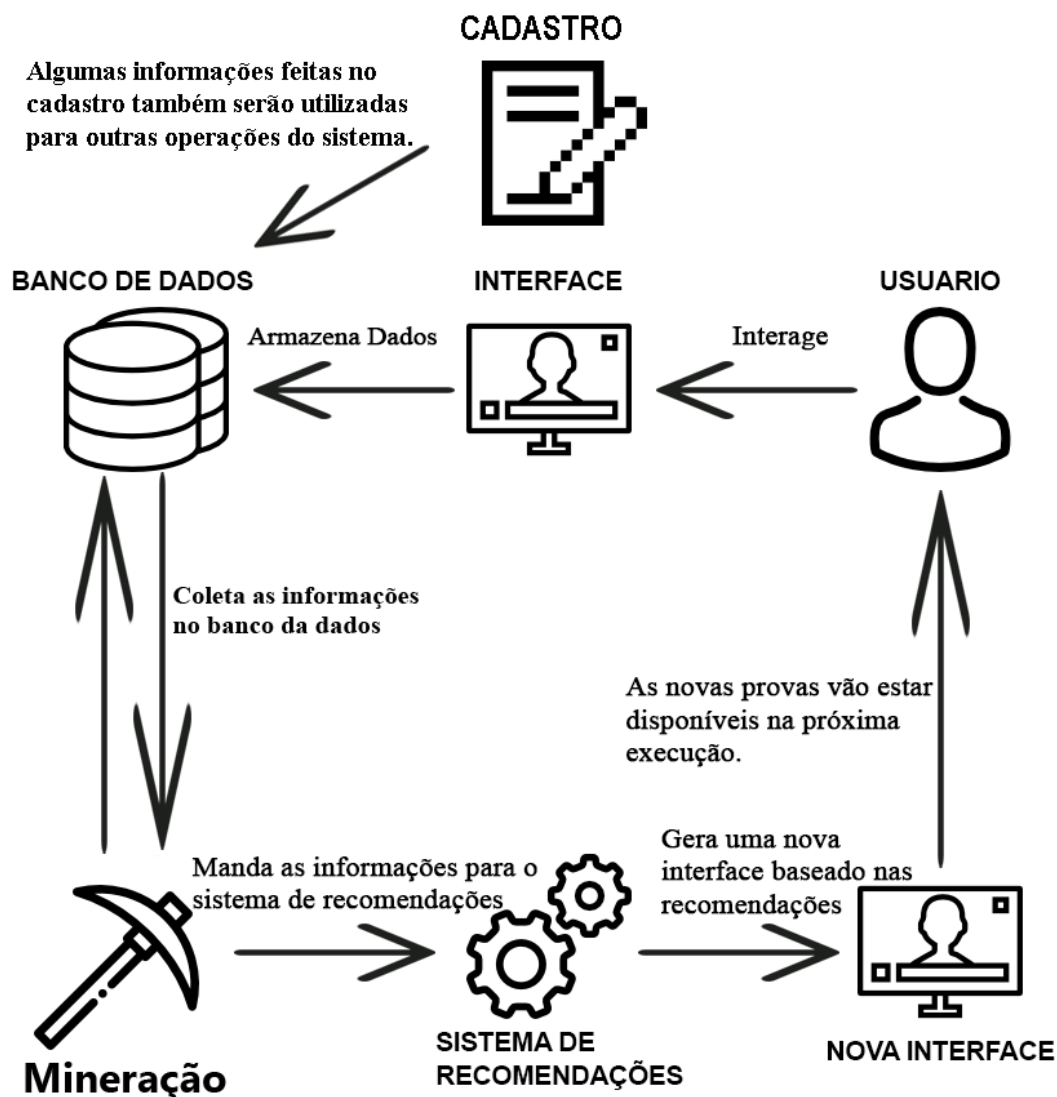 CADASTRO
Algumas informações feitas no
cadastro também serão utilizadas
para outras operações do sistema.
BANCO DE DADOS
INTERFACE
USUARIO
Armazena Dados
Interage
Coleta as informações
no banco da dados
As novas provas vão estar
disponíveis na próxima
execução.
Manda as informações para o
sistema de recomendações
Gera uma nova
interface baseado nas
recomendações
Mineração
SISTEMA DE
RECOMENDAÇÕES
NOVA INTERFACE